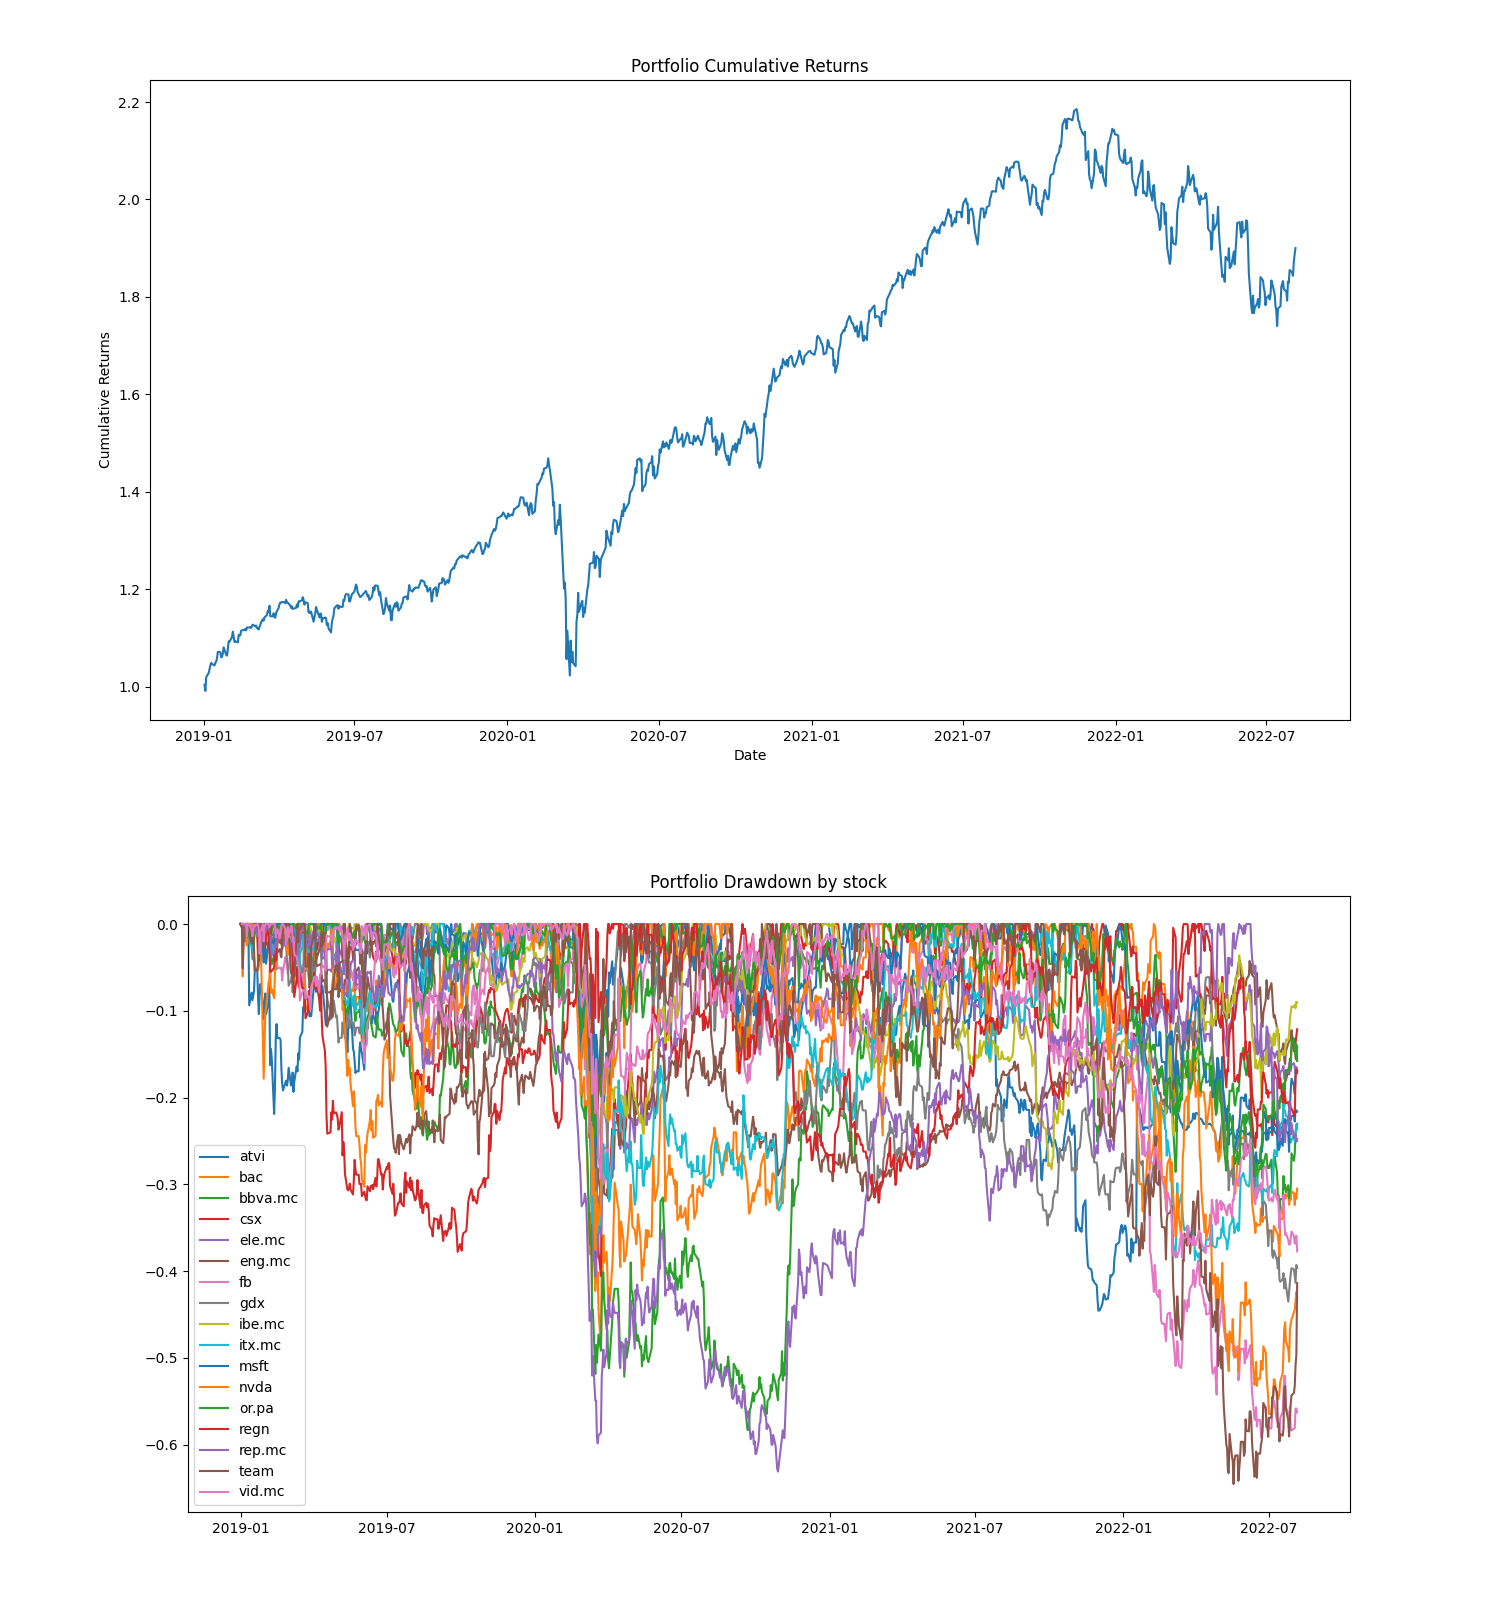 Portfolio Cumulative Returns
2.2
2.0
1.8
1.6
1.4
1.2
1.0
Cumulative Returns
2019-01 2019-07 2020-01 2020-07 2021-01 2021-07 2022-01 2022-07
Date
Portfolio Drawdown by stock
0.0
−0.1
−0.2
−0.3
−0.4
−0.5
−0.6
atvi
bac
bbva.mc
csx
ele.mc
eng.mc
fb
gdx
ibe.mc
itx.mc
msft
nvda
or.pa
regn
rep.mc
team
vid.mc
2019-01 2019-07 2020-01 2020-07 2021-01 2021-07 2022-01 2022-07